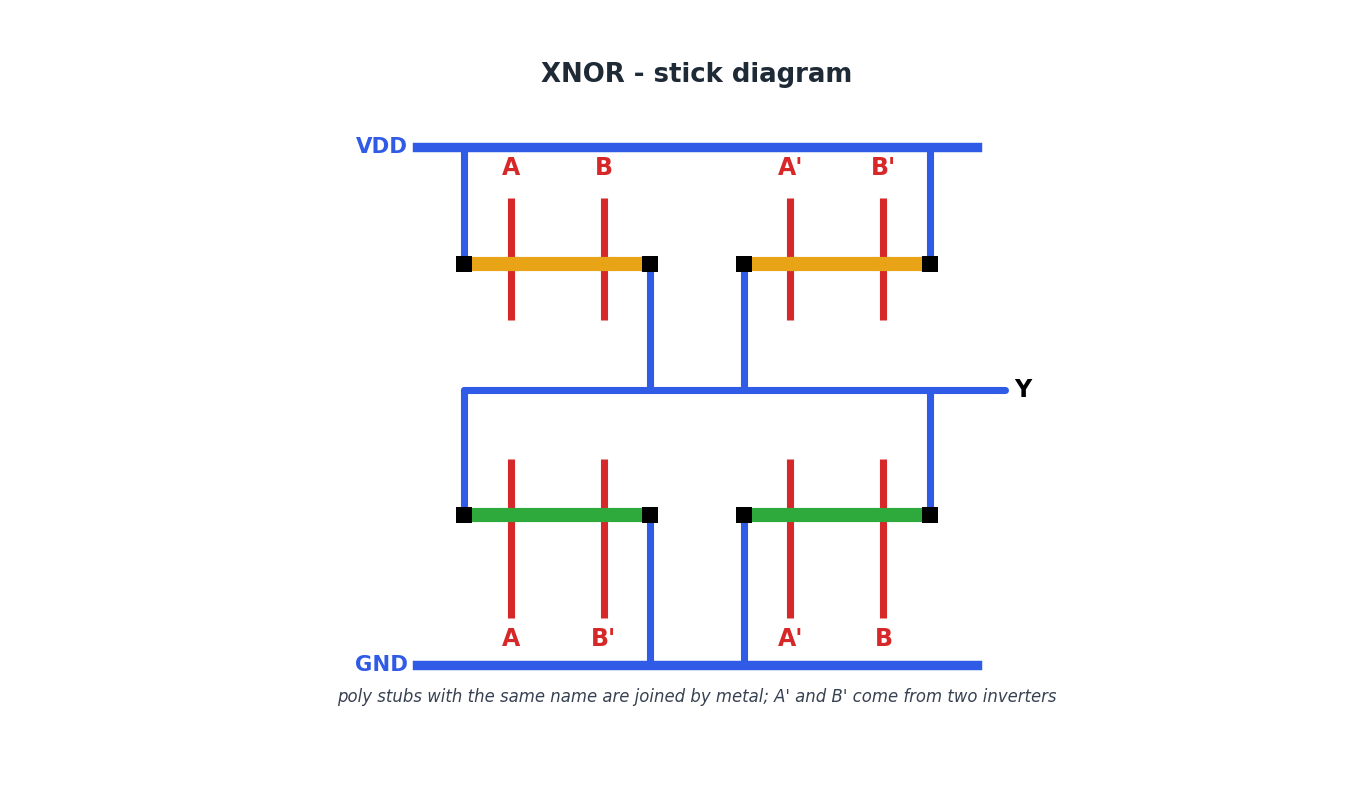 XNOR - stick diagram
VDD
A B A' B'
Y
A B' A' B
GND
poly stubs with the same name are joined by metal; A' and B' come from two inverters